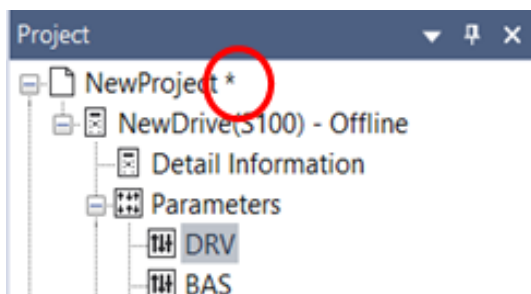 Project
NewProject *
NewDrive(S100) - Offline
Detail Information
Parameters
DRV
BAS